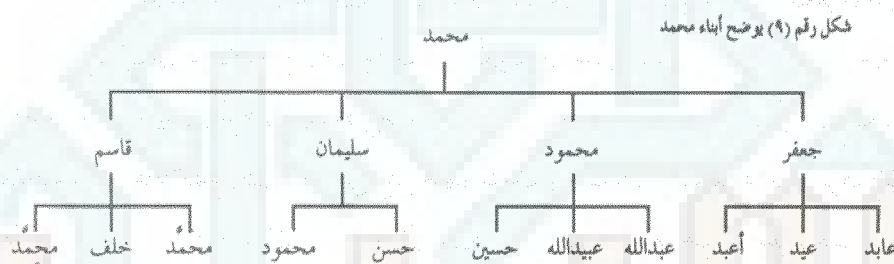 شكل رقم (٩) يوضح أبناء محمد
محمد
جعفر محمود سليمان قاسم
عابد عيد أعبد عبدالله عبيدالله حسين حسن محمود محمدٌ خلف محمدٌ